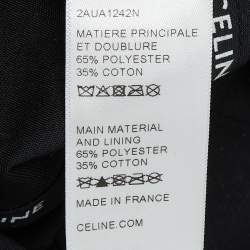 2AUA1242N
MATIERE PRINCIPALE
ET DOUBLURE
65% POLYESTER
35% COTON
MAIN MATERIAL
AND LINING
65% POLYESTER
35% COTTON
MADE IN FRANCE
CELINE.COM
CELINE
INE